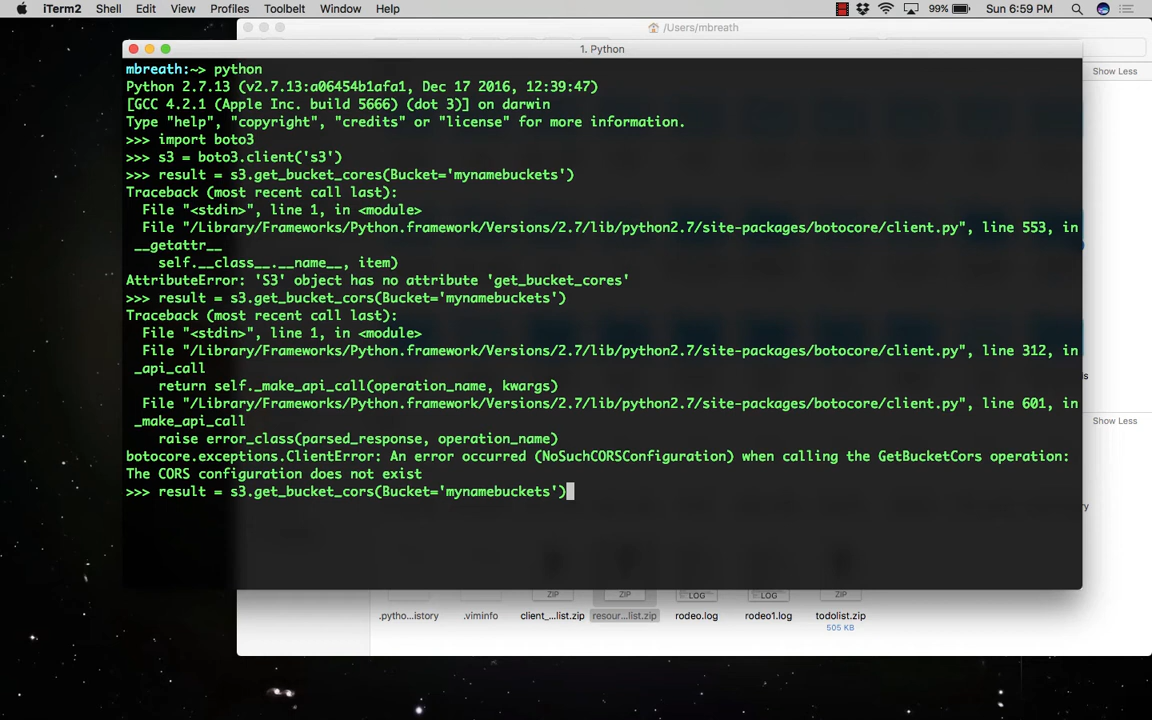 iTerm2 Shell Edit View Profiles Toolbelt Window Help 99% Sun 6:59 PM
/Users/mbreath
1. Python
Show Less
mbreath:~> python
Python 2.7.13 (v2.7.13:a06454b1afa1, Dec 17 2016, 12:39:47)
[GCC 4.2.1 (Apple Inc. build 5666) (dot 3)] on darwin
Type "help", "copyright", "credits" or "license" for more information.
>>> import boto3
>>> s3 = boto3.client('s3')
>>> result = s3.get_bucket_cores(Bucket='mynamebuckets')
Traceback (most recent call last):
  File "<stdin>", line 1, in <module>
  File "/Library/Frameworks/Python.framework/Versions/2.7/lib/python2.7/site-packages/botocore/client.py", line 553, in
 __getattr__
    self.__class__.__name__, item)
AttributeError: 'S3' object has no attribute 'get_bucket_cores'
>>> result = s3.get_bucket_cors(Bucket='mynamebuckets')
Traceback (most recent call last):
  File "<stdin>", line 1, in <module>
  File "/Library/Frameworks/Python.framework/Versions/2.7/lib/python2.7/site-packages/botocore/client.py", line 312, in
 _api_call
    return self._make_api_call(operation_name, kwargs)
  File "/Library/Frameworks/Python.framework/Versions/2.7/lib/python2.7/site-packages/botocore/client.py", line 601, in
 _make_api_call
    raise error_class(parsed_response, operation_name)
botocore.exceptions.ClientError: An error occurred (NoSuchCORSConfiguration) when calling the GetBucketCors operation:
The CORS configuration does not exist
>>> result = s3.get_bucket_cors(Bucket='mynamebuckets')
Show Less
ZIP ZIP LOG LOG ZIP
.pytho...istory .viminfo client_...list.zip resour...list.zip rodeo.log rodeo1.log todolist.zip
505 KB